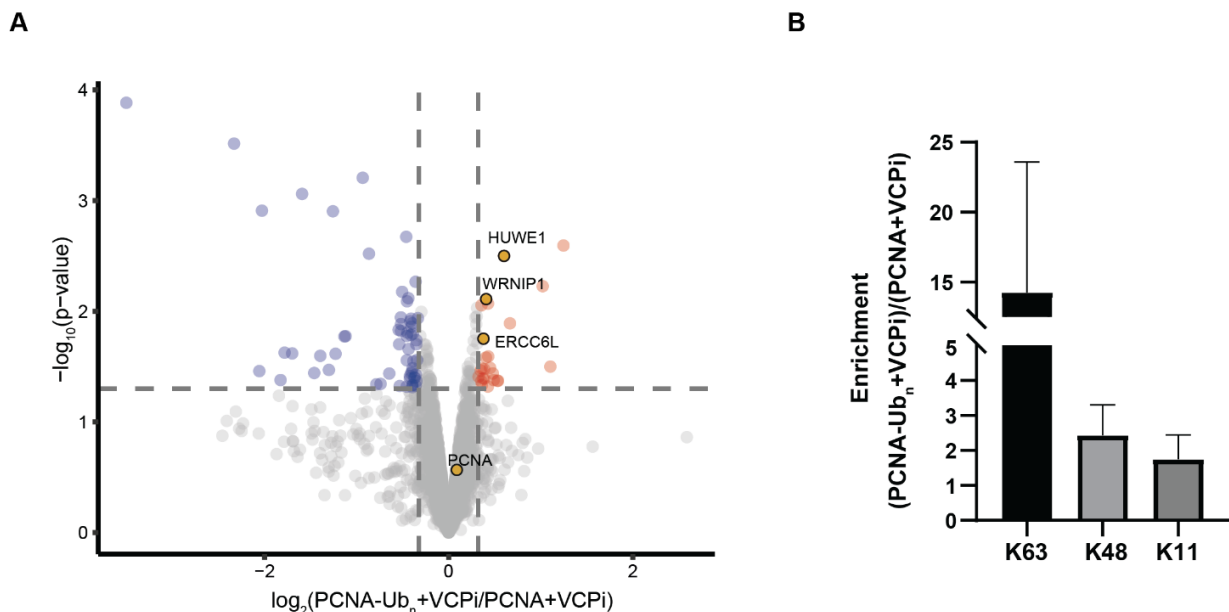 A
B
4
3
2
1
0
−log₁₀(p−value)
HUWE1
WRNIP1
ERCC6L
PCNA
−2
0
2
log₂(PCNA-Ubₙ+VCPi/PCNA+VCPi)
Enrichment
(PCNA-Ubₙ+VCPi)/(PCNA+VCPi)
25
20
15
5
4
3
2
1
0
K63
K48
K11